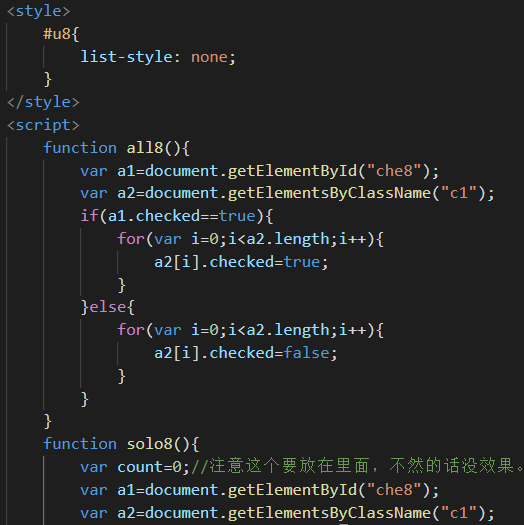 <style>
#u8{
list-style: none;
}
</style>
<script>
function all8(){
var a1=document.getElementById("che8");
var a2=document.getElementsByClassName("c1");
if(a1.checked==true){
for(var i=0;i<a2.length;i++){
a2[i].checked=true;
}
}else{
for(var i=0;i<a2.length;i++){
a2[i].checked=false;
}
}
}
function solo8(){
var count=0;//注意这个要放在里面，不然的话没效果。
var a1=document.getElementById("che8");
var a2=document.getElementsByClassName("c1");